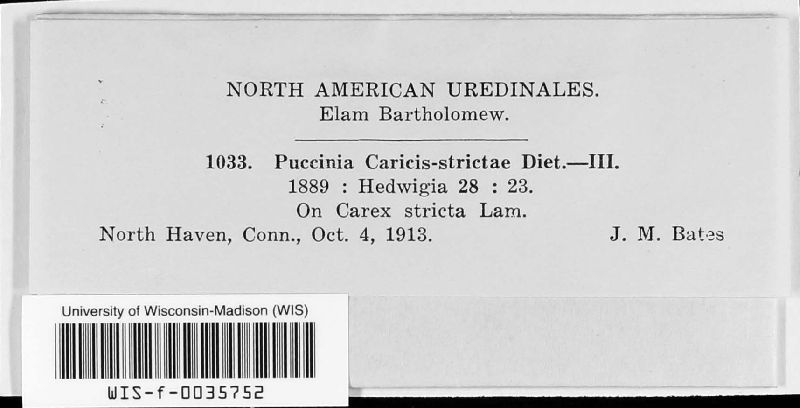 NORTH AMERICAN UREDINALES.
Elam Bartholomew.
1033. Puccinia Caricis-strictae Diet.—III.
1889 : Hedwigia 28 : 23.
On Carex stricta Lam.
North Haven, Conn., Oct. 4, 1913. J. M. Bates
University of Wisconsin-Madison (WIS)
WIS-f-0035752